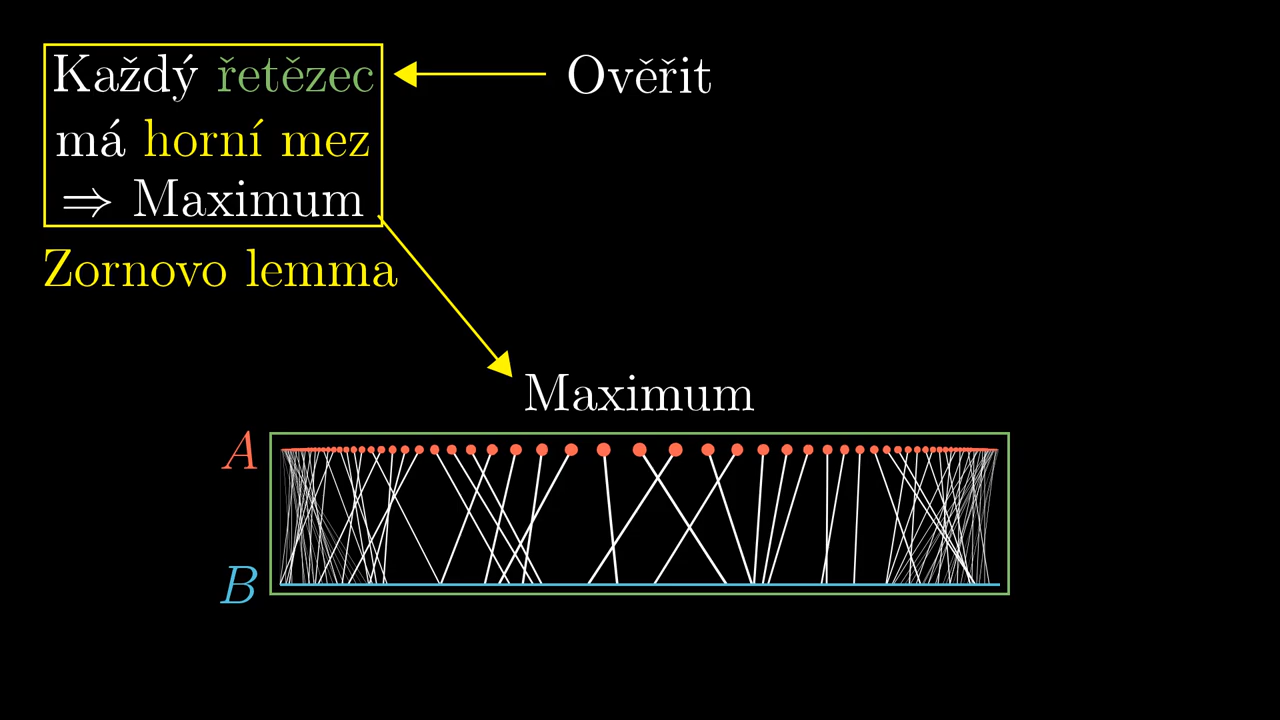 Každý řetězec
má horní mez
⇒ Maximum
Ověřit
Zornovo lemma
Maximum
A
B